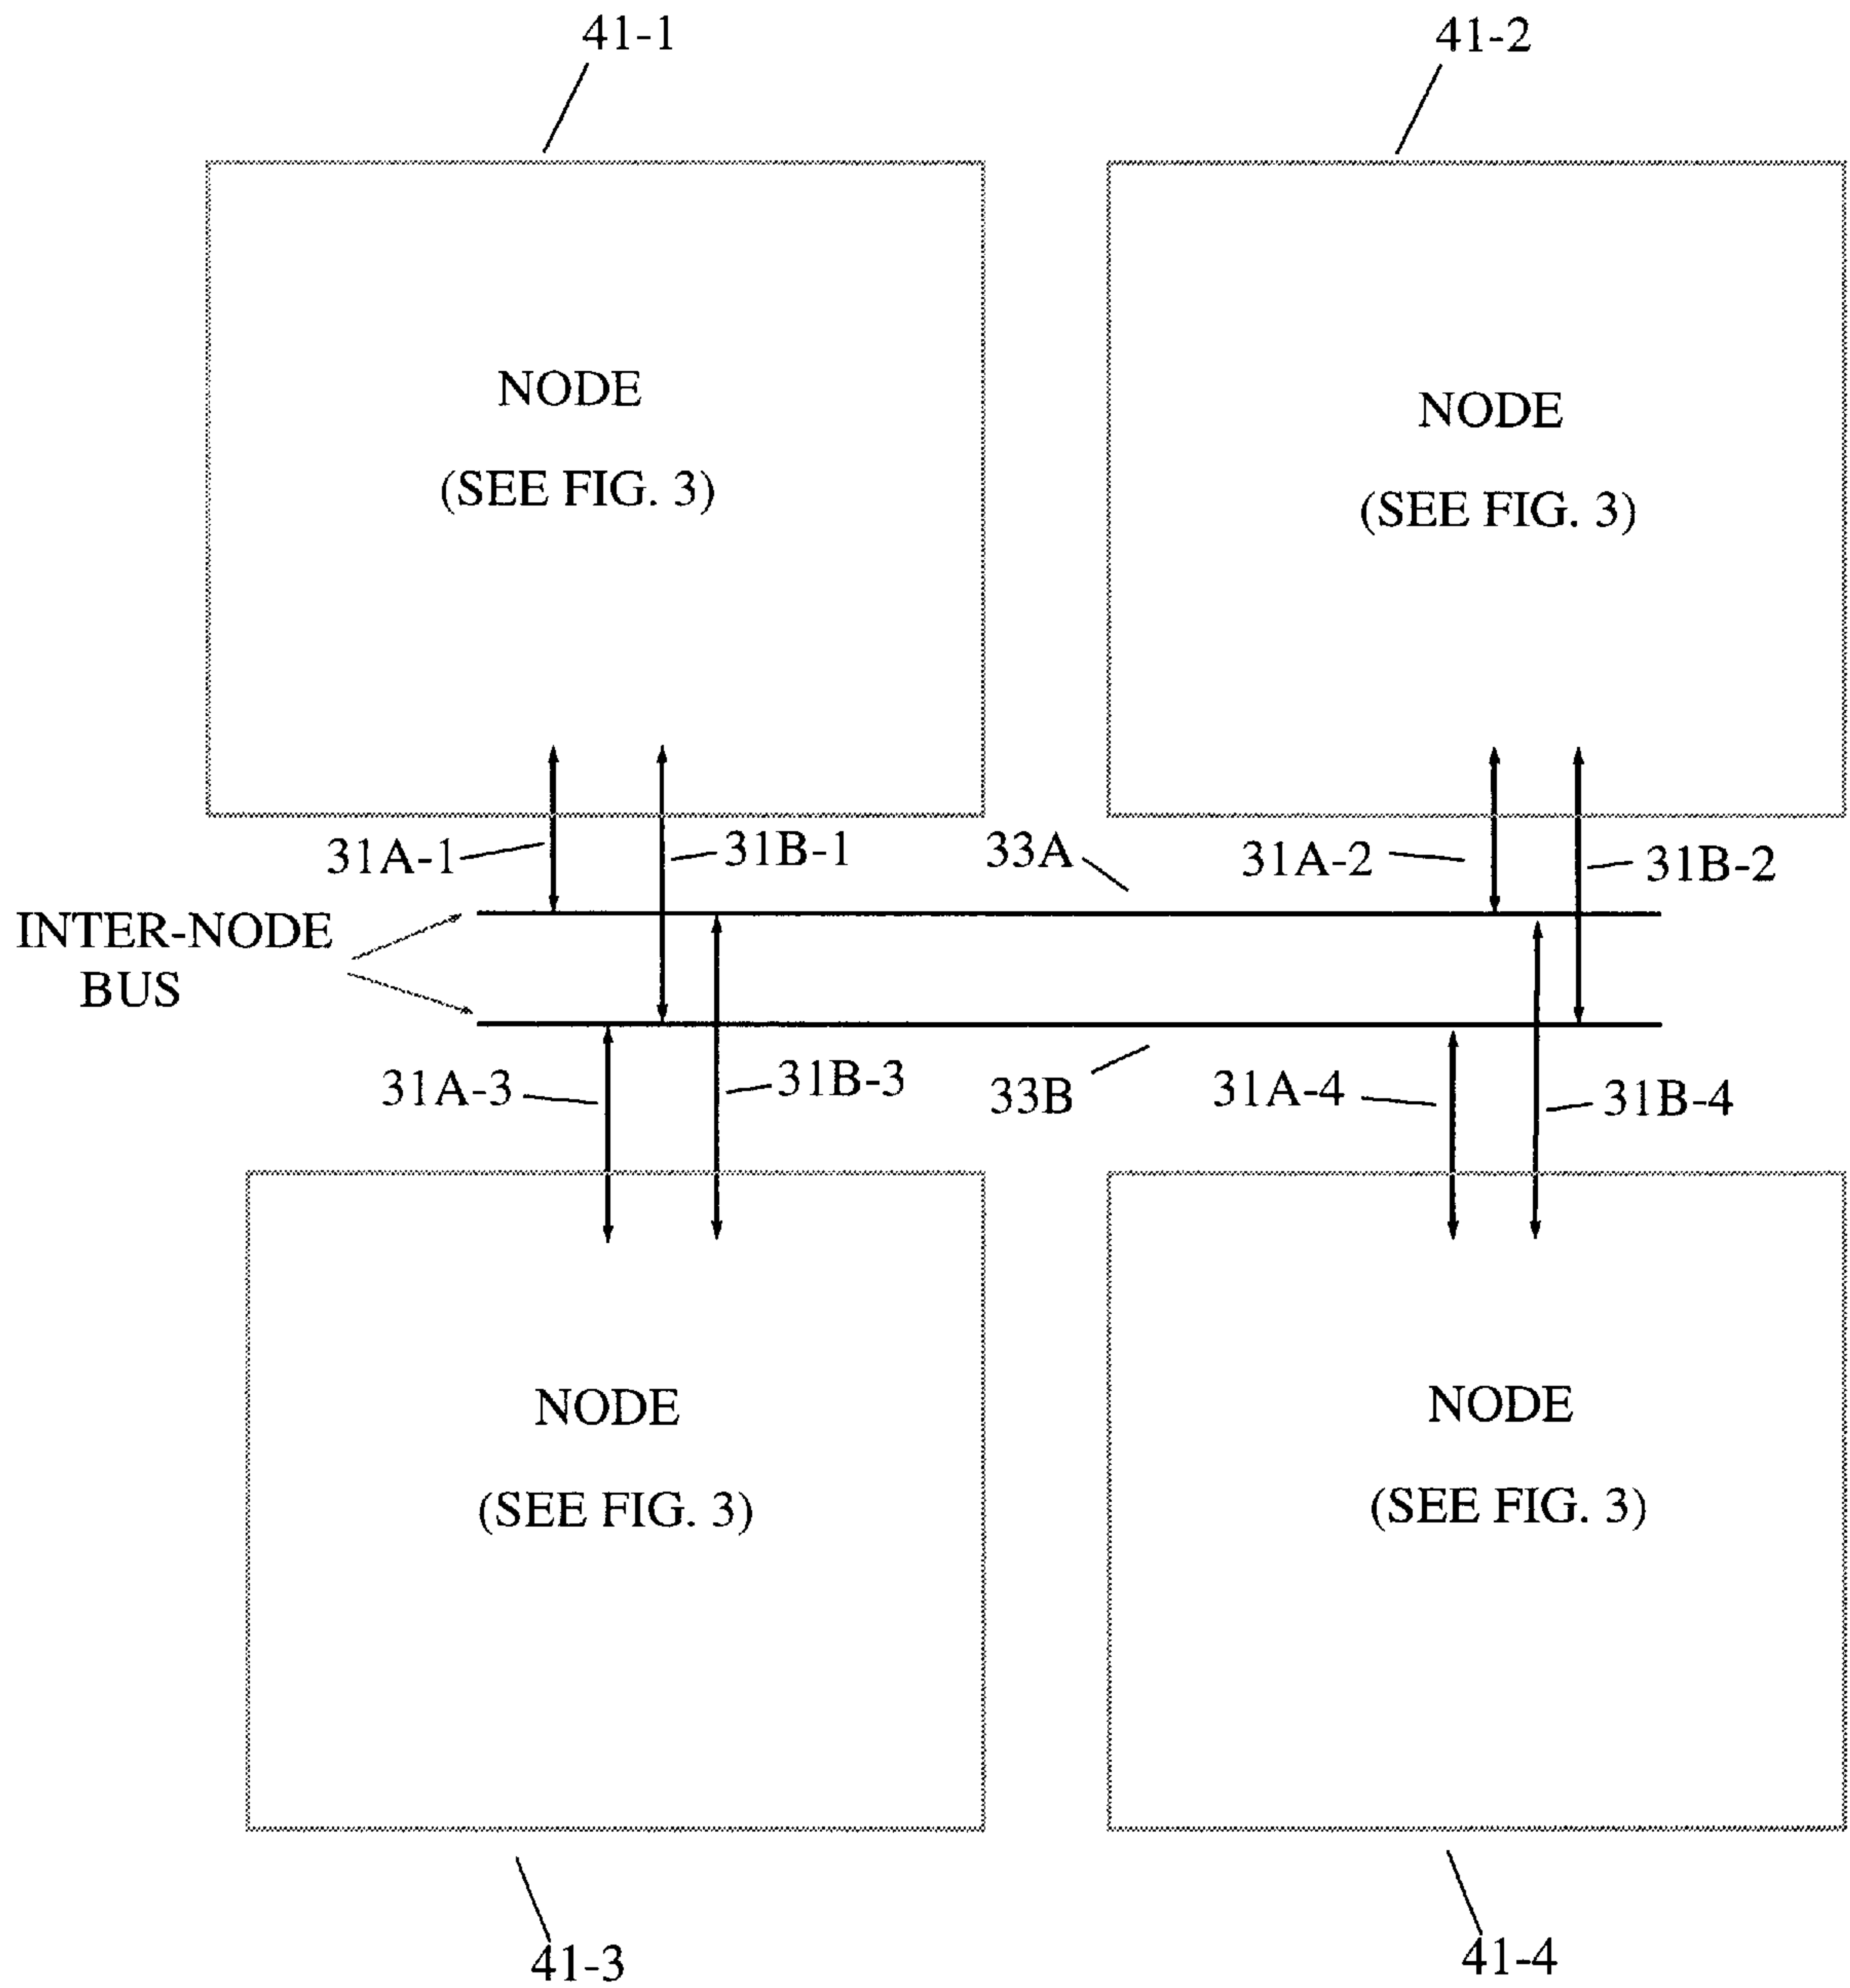 41-1
41-2
NODE
(SEE FIG. 3)
NODE
(SEE FIG. 3)
31A-1
31B-1
33A
31A-2
31B-2
INTER-NODE
BUS
31A-3
31B-3
33B
31A-4
31B-4
NODE
(SEE FIG. 3)
NODE
(SEE FIG. 3)
41-3
41-4